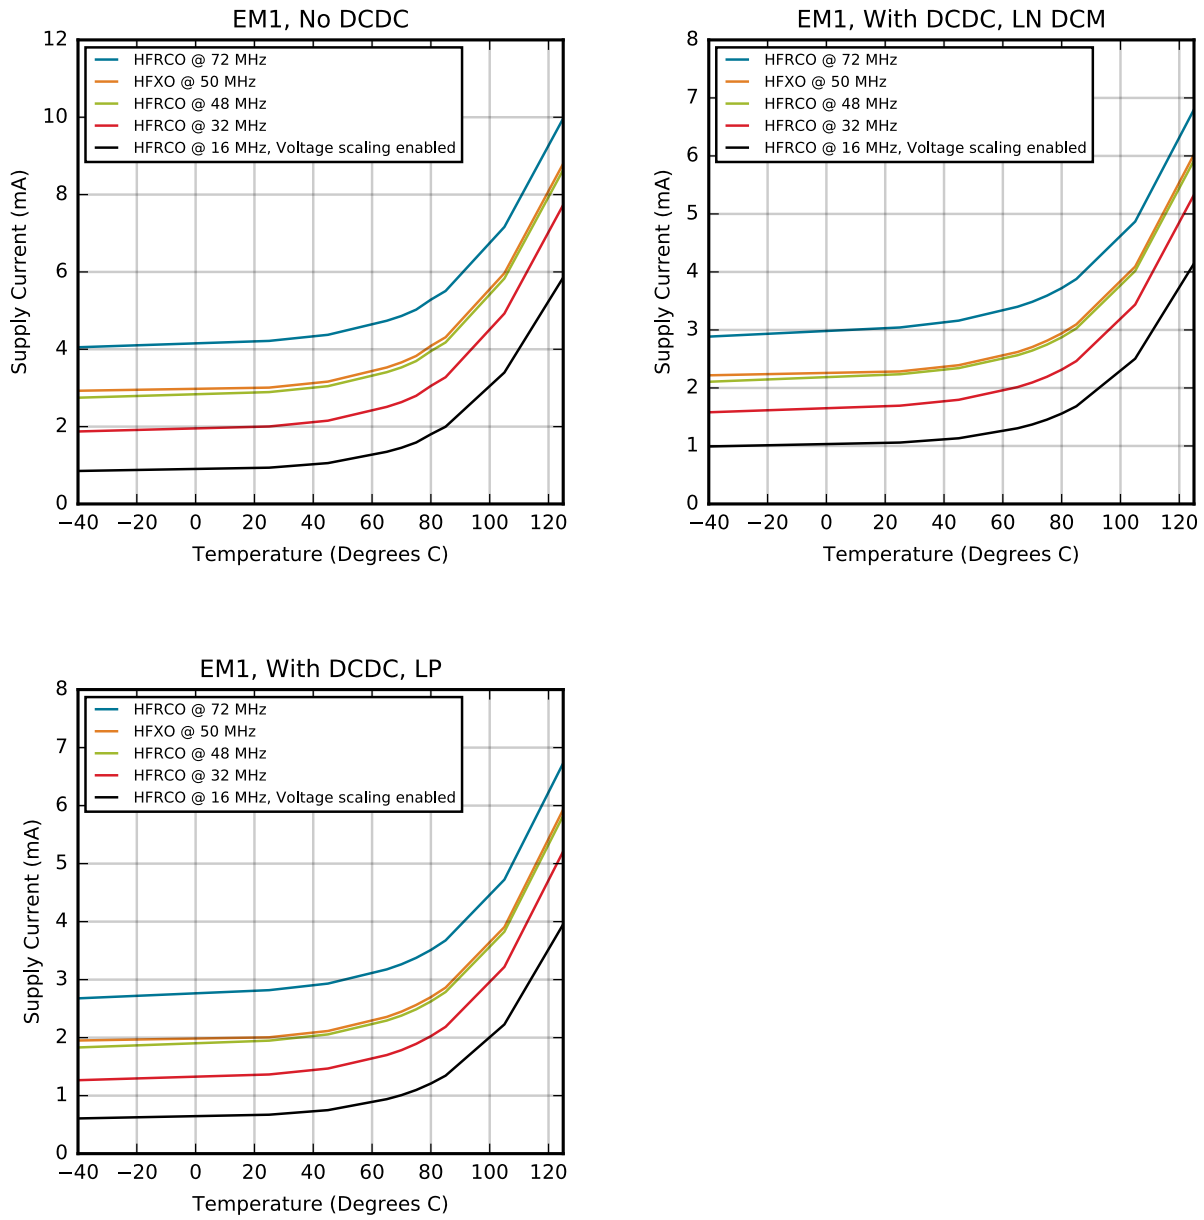 EM1, No DCDC
12
10
8
6
4
2
0
Supply Current (mA)
HFRCO @ 72 MHz
HFXO @ 50 MHz
HFRCO @ 48 MHz
HFRCO @ 32 MHz
HFRCO @ 16 MHz, Voltage scaling enabled
−40 −20 0 20 40 60 80 100 120
Temperature (Degrees C)
EM1, With DCDC, LN DCM
8
7
6
5
4
3
2
1
0
Supply Current (mA)
HFRCO @ 72 MHz
HFXO @ 50 MHz
HFRCO @ 48 MHz
HFRCO @ 32 MHz
HFRCO @ 16 MHz, Voltage scaling enabled
−40 −20 0 20 40 60 80 100 120
Temperature (Degrees C)
EM1, With DCDC, LP
8
7
6
5
4
3
2
1
0
Supply Current (mA)
HFRCO @ 72 MHz
HFXO @ 50 MHz
HFRCO @ 48 MHz
HFRCO @ 32 MHz
HFRCO @ 16 MHz, Voltage scaling enabled
−40 −20 0 20 40 60 80 100 120
Temperature (Degrees C)